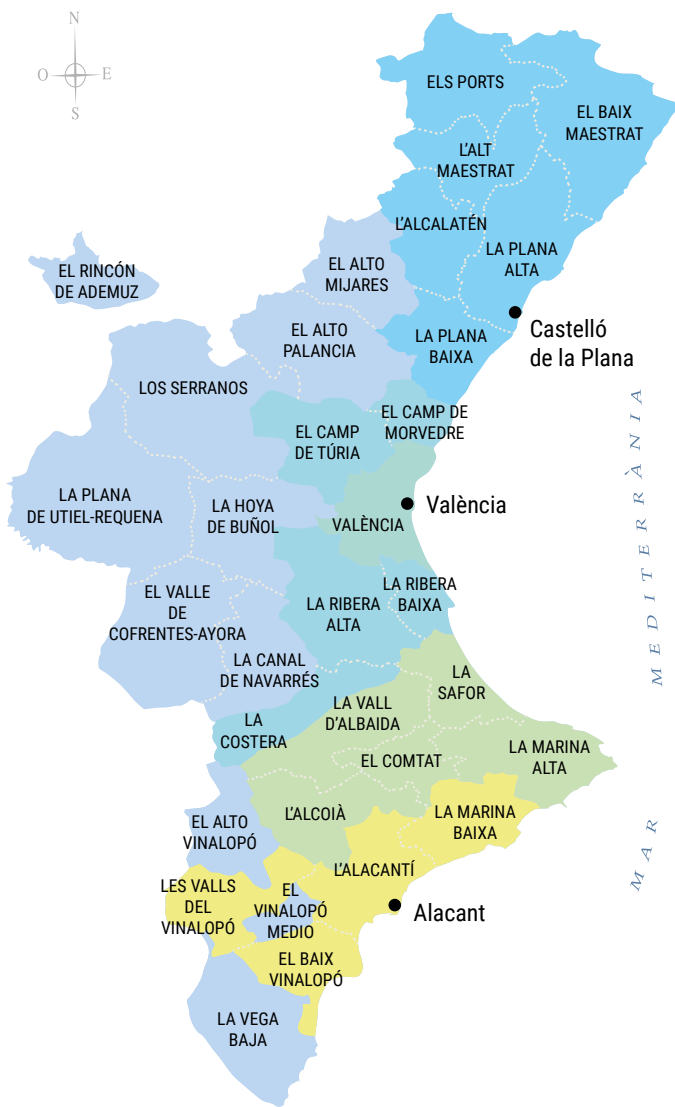 N
O
E
S
ELS PORTS
EL BAIX
MAESTRAT
L'ALT
MAESTRAT
L'ALCALATÉN
LA PLANA
ALTA
EL RINCÓN
DE ADEMUZ
EL ALTO
MIJARES
EL ALTO
PALANCIA
LA PLANA
BAIXA
Castelló
de la Plana
LOS SERRANOS
EL CAMP DE
MORVEDRE
EL CAMP
DE TÚRIA
LA PLANA
DE UTIEL-REQUENA
LA HOYA
DE BUÑOL
VALÈNCIA
València
EL VALLE
DE
COFRENTES-AYORA
LA RIBERA
ALTA
LA RIBERA
BAIXA
LA CANAL
DE NAVARRÉS
LA
SAFOR
LA
COSTERA
LA VALL
D'ALBAIDA
EL COMTAT
LA MARINA
ALTA
L'ALCOIÀ
LA MARINA
BAIXA
EL ALTO
VINALOPÓ
L'ALACANTÍ
LES VALLS
DEL
VINALOPÓ
EL
VINALOPÓ
MEDIO
Alacant
EL BAIX
VINALOPÓ
LA VEGA
BAJA
MAR MEDITERRÀNIA